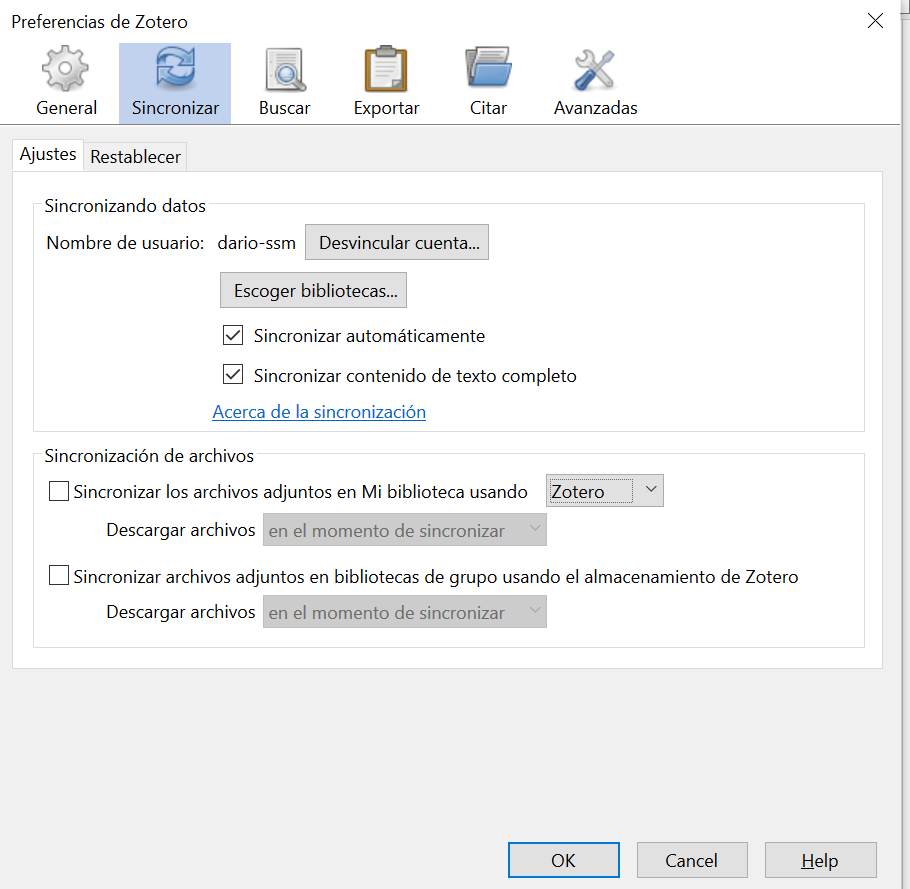 Preferencias de Zotero
General Sincronizar Buscar Exportar Citar Avanzadas
Ajustes Restablecer
Sincronizando datos
Nombre de usuario: dario-ssm Desvincular cuenta...
Escoger bibliotecas...
Sincronizar automáticamente
Sincronizar contenido de texto completo
Acerca de la sincronización
Sincronización de archivos
Sincronizar los archivos adjuntos en Mi biblioteca usando Zotero
Descargar archivos en el momento de sincronizar
Sincronizar archivos adjuntos en bibliotecas de grupo usando el almacenamiento de Zotero
Descargar archivos en el momento de sincronizar
OK Cancel Help